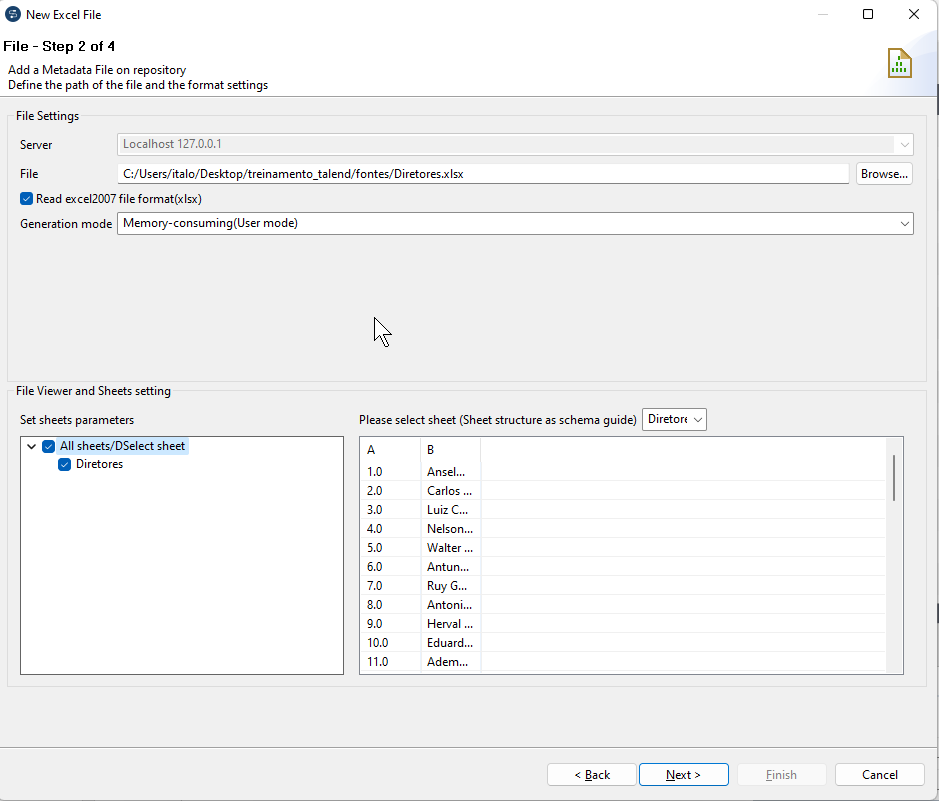 New Excel File
File - Step 2 of 4
Add a Metadata File on repository
Define the path of the file and the format settings
File Settings
Server Localhost 127.0.0.1
File C:/Users/italo/Desktop/treinamento_talend/fontes/Diretores.xlsx Browse...
Read excel2007 file format(xlsx)
Generation mode Memory-consuming(User mode)
File Viewer and Sheets setting
Set sheets parameters
All sheets/DSelect sheet
Diretores
Please select sheet (Sheet structure as schema guide) Diretore
A B
1.0 Ansel...
2.0 Carlos ...
3.0 Luiz C...
4.0 Nelson...
5.0 Walter ...
6.0 Antun...
7.0 Ruy G...
8.0 Antoni...
9.0 Herval ...
10.0 Eduard...
11.0 Adem...
< Back Next > Finish Cancel